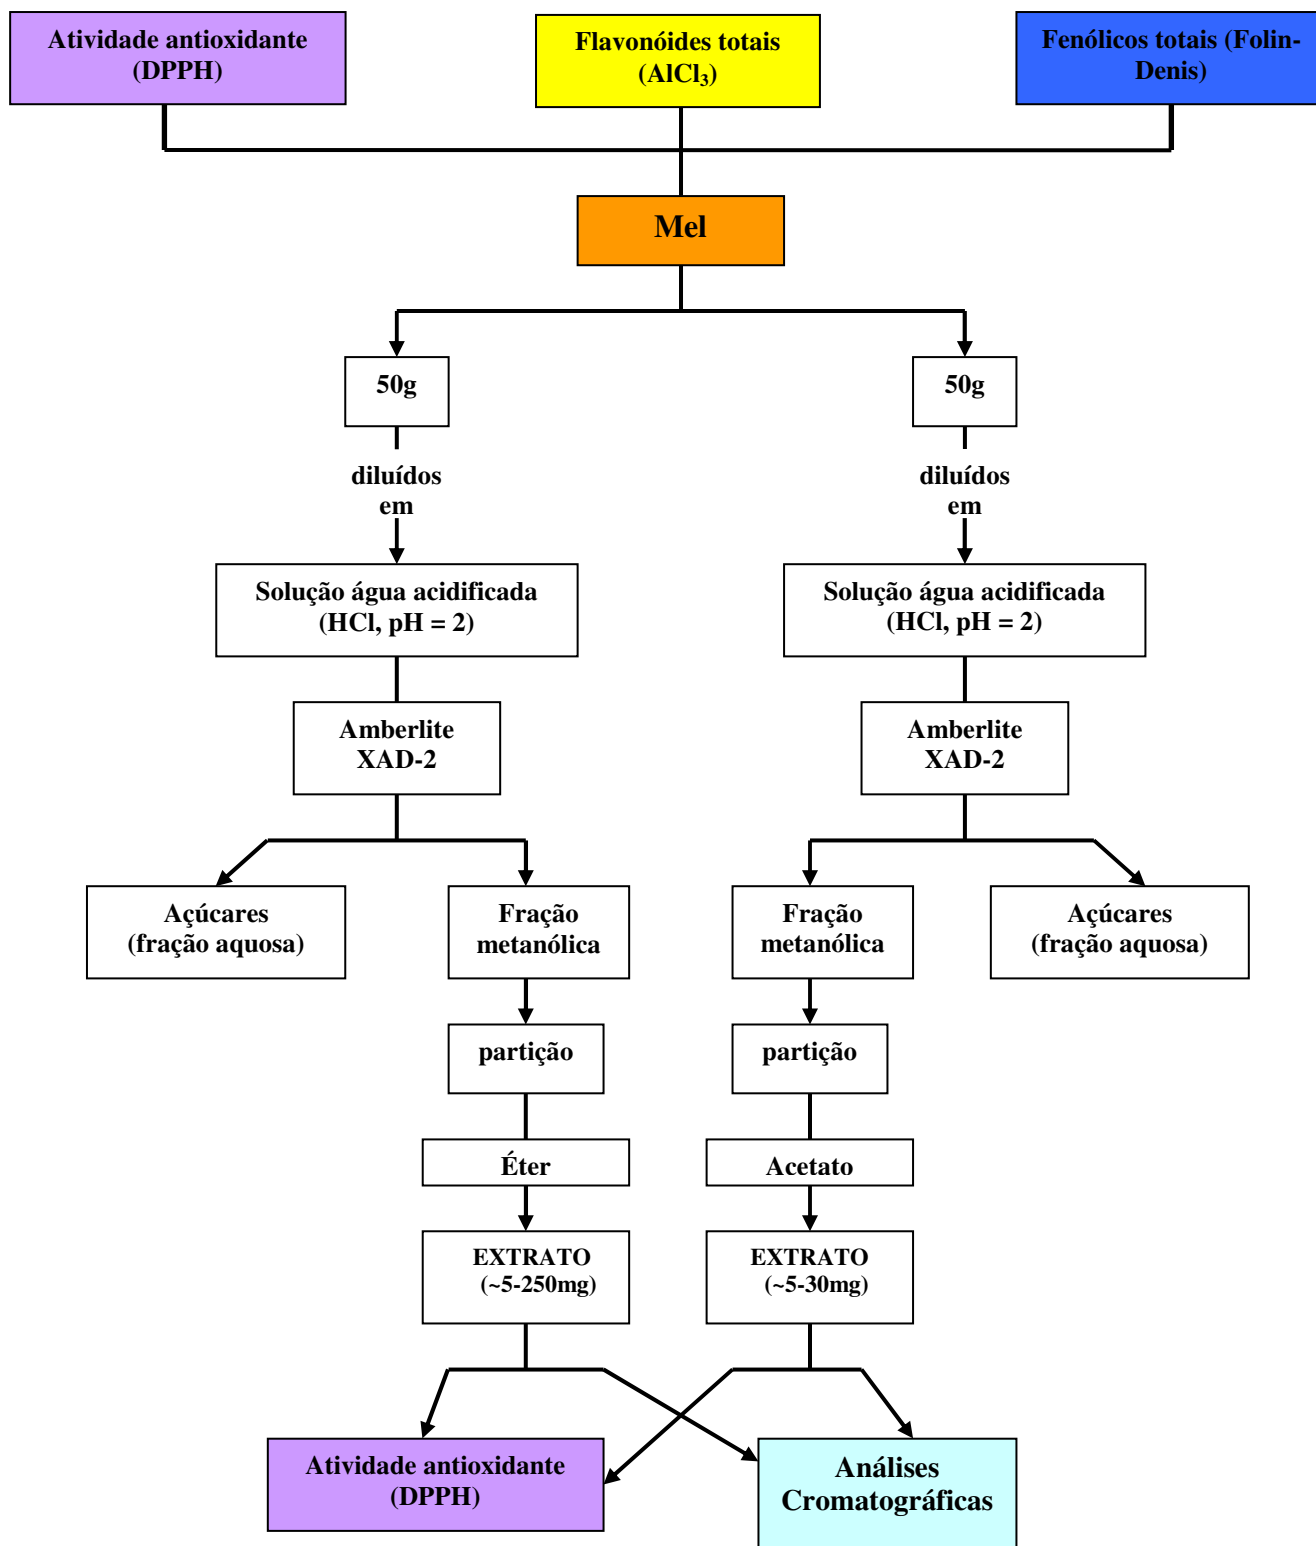 Atividade antioxidante
(DPPH)
Flavonóides totais
(AlCl₃)
Fenólicos totais (Folin-
Denis)
Mel
50g
50g
diluídos
em
diluídos
em
Solução água acidificada
(HCl, pH = 2)
Solução água acidificada
(HCl, pH = 2)
Amberlite
XAD-2
Amberlite
XAD-2
Açúcares
(fração aquosa)
Fração
metanólica
Fração
metanólica
Açúcares
(fração aquosa)
partição
partição
Éter
Acetato
EXTRATO
(~5-250mg)
EXTRATO
(~5-30mg)
Atividade antioxidante
(DPPH)
Análises
Cromatográficas